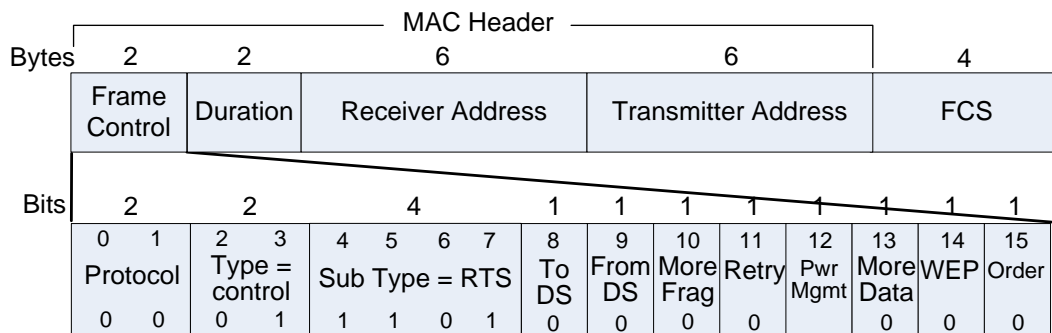 MAC Header
Bytes 2 2 6 6 4
Frame Control Duration Receiver Address Transmitter Address FCS
Bits 2 2 4 1 1 1 1 1 1 1 1
0 1 2 3 4 5 6 7 8 9 10 11 12 13 14 15
Protocol Type = control Sub Type = RTS To DS From DS More Frag Retry Pwr Mgmt More Data WEP Order
0 0 0 1 1 1 0 1 0 0 0 0 0 0 0